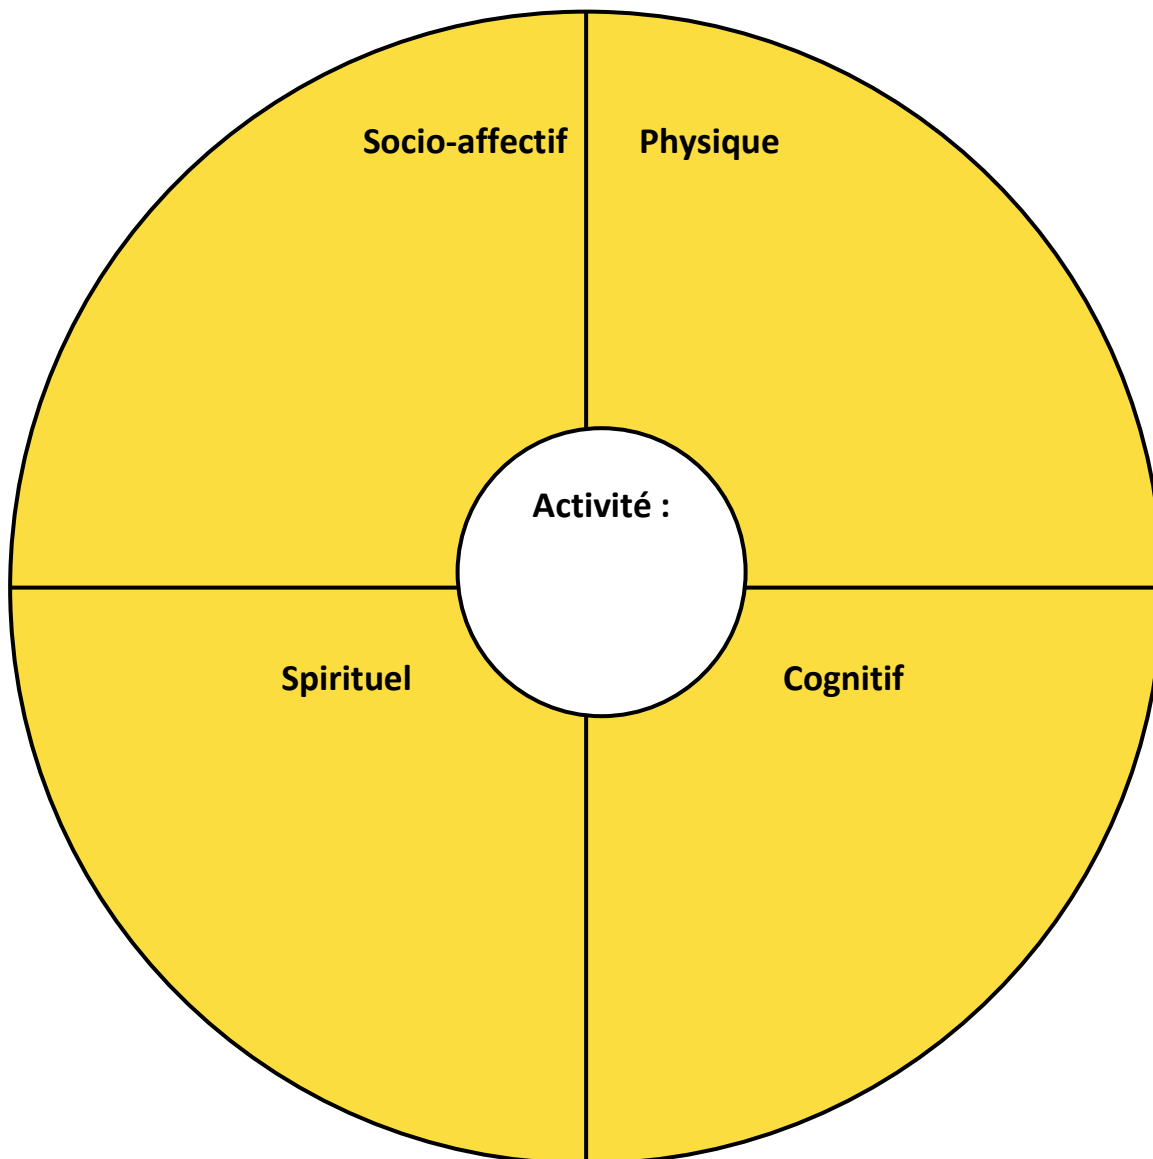 Socio-affectif
Physique
Activité :
Spirituel
Cognitif